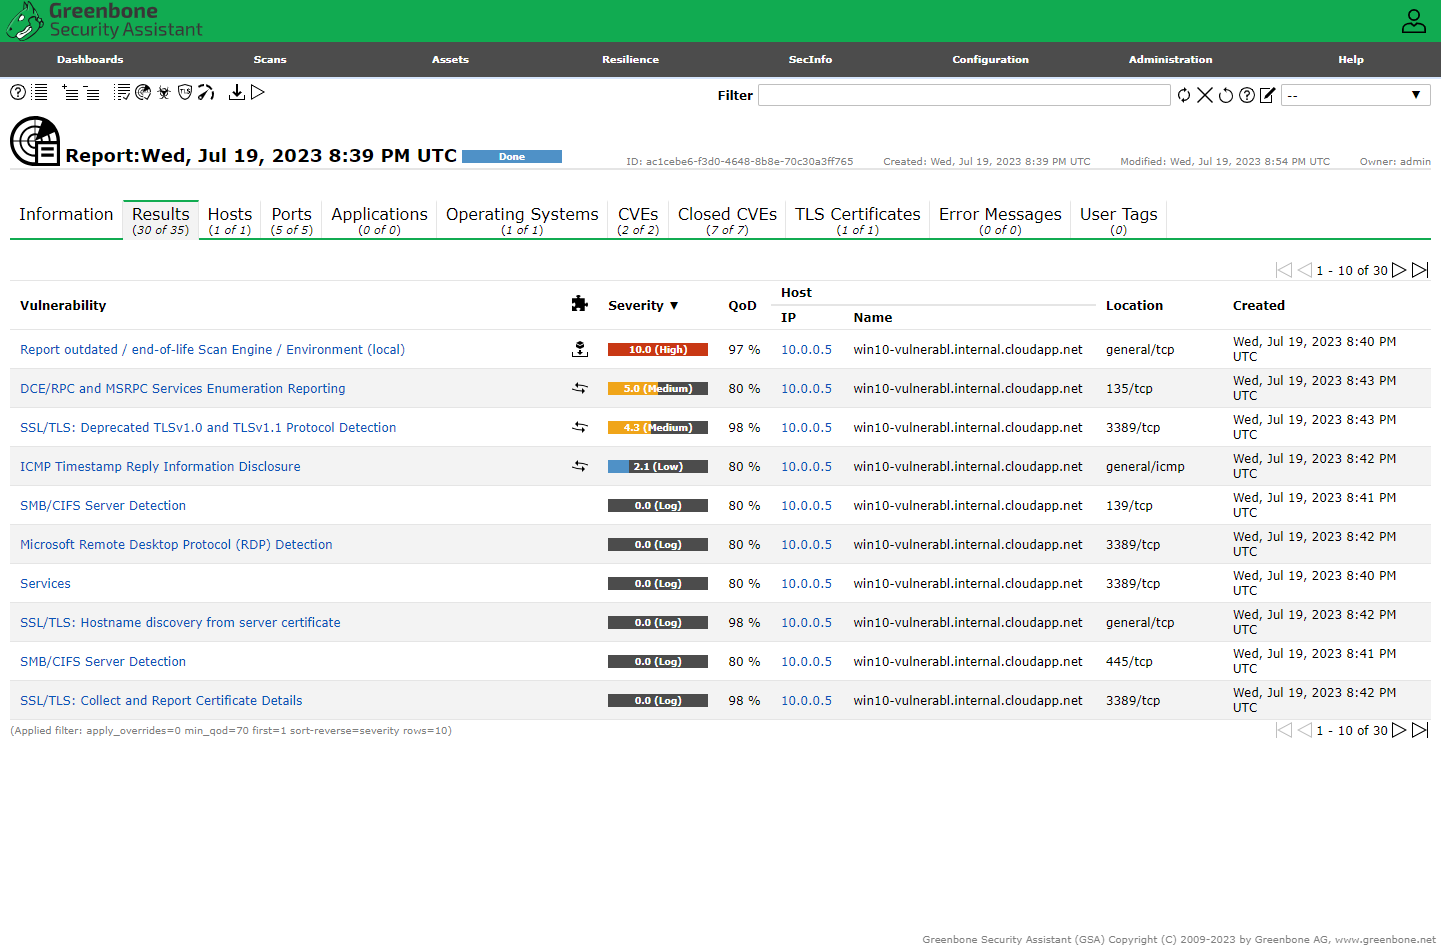 Greenbone
Security Assistant
Dashboards Scans Assets Resilience SecInfo Configuration Administration Help
Filter --
Report:Wed, Jul 19, 2023 8:39 PM UTC Done ID: ac1cebe6-f3d0-4648-8b8e-70c30a3ff765 Created: Wed, Jul 19, 2023 8:39 PM UTC Modified: Wed, Jul 19, 2023 8:54 PM UTC Owner: admin
Information Results Hosts Ports Applications Operating Systems CVEs Closed CVEs TLS Certificates Error Messages User Tags
(30 of 35) (1 of 1) (5 of 5) (0 of 0) (1 of 1) (2 of 2) (7 of 7) (1 of 1) (0 of 0) (0)
1 - 10 of 30
Host
Vulnerability Severity ▼ QoD Location Created
IP Name
Report outdated / end-of-life Scan Engine / Environment (local) 10.0 (High) 97 % 10.0.0.5 win10-vulnerabl.internal.cloudapp.net general/tcp Wed, Jul 19, 2023 8:40 PM
UTC
DCE/RPC and MSRPC Services Enumeration Reporting 5.0 (Medium) 80 % 10.0.0.5 win10-vulnerabl.internal.cloudapp.net 135/tcp Wed, Jul 19, 2023 8:43 PM
UTC
SSL/TLS: Deprecated TLSv1.0 and TLSv1.1 Protocol Detection 4.3 (Medium) 98 % 10.0.0.5 win10-vulnerabl.internal.cloudapp.net 3389/tcp Wed, Jul 19, 2023 8:43 PM
UTC
ICMP Timestamp Reply Information Disclosure 2.1 (Low) 80 % 10.0.0.5 win10-vulnerabl.internal.cloudapp.net general/icmp Wed, Jul 19, 2023 8:42 PM
UTC
SMB/CIFS Server Detection 0.0 (Log) 80 % 10.0.0.5 win10-vulnerabl.internal.cloudapp.net 139/tcp Wed, Jul 19, 2023 8:41 PM
UTC
Microsoft Remote Desktop Protocol (RDP) Detection 0.0 (Log) 80 % 10.0.0.5 win10-vulnerabl.internal.cloudapp.net 3389/tcp Wed, Jul 19, 2023 8:42 PM
UTC
Services 0.0 (Log) 80 % 10.0.0.5 win10-vulnerabl.internal.cloudapp.net 3389/tcp Wed, Jul 19, 2023 8:40 PM
UTC
SSL/TLS: Hostname discovery from server certificate 0.0 (Log) 98 % 10.0.0.5 win10-vulnerabl.internal.cloudapp.net general/tcp Wed, Jul 19, 2023 8:42 PM
UTC
SMB/CIFS Server Detection 0.0 (Log) 80 % 10.0.0.5 win10-vulnerabl.internal.cloudapp.net 445/tcp Wed, Jul 19, 2023 8:41 PM
UTC
SSL/TLS: Collect and Report Certificate Details 0.0 (Log) 98 % 10.0.0.5 win10-vulnerabl.internal.cloudapp.net 3389/tcp Wed, Jul 19, 2023 8:42 PM
UTC
(Applied filter: apply_overrides=0 min_qod=70 first=1 sort-reverse=severity rows=10) 1 - 10 of 30
Greenbone Security Assistant (GSA) Copyright (C) 2009-2023 by Greenbone AG, www.greenbone.net